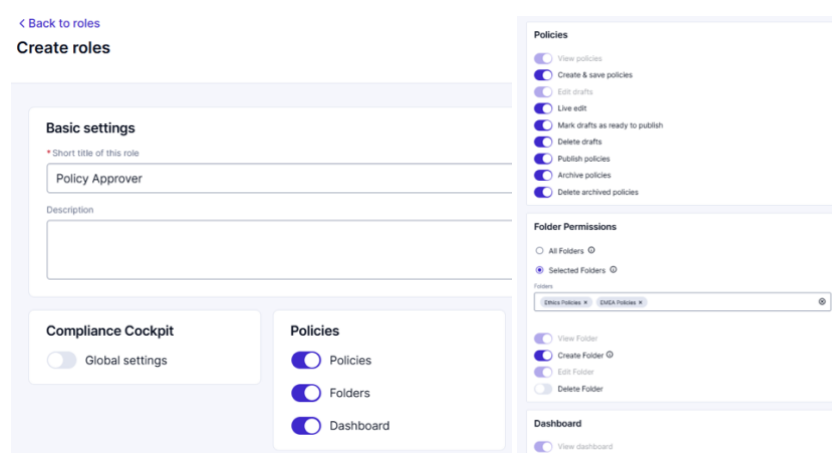 Back to roles
Create roles
Basic settings
*Short title of this role
Policy Approver
Description
Compliance Cockpit
Global settings
Policies
Policies
Folders
Dashboard
Policies
View policies
Create & save policies
Edit drafts
Live edit
Mark drafts as ready to publish
Delete drafts
Publish policies
Archive policies
Delete archived policies
Folder Permissions
All Folders
Selected Folders
Folders
Ethics Policies × EMEA Policies ×
View Folder
Create Folder
Edit Folder
Delete Folder
Dashboard
View dashboard